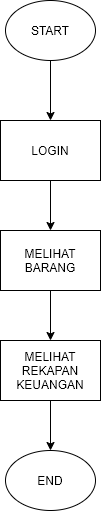 START
LOGIN
MELIHAT
BARANG
MELIHAT
REKAPAN
KEUANGAN
END